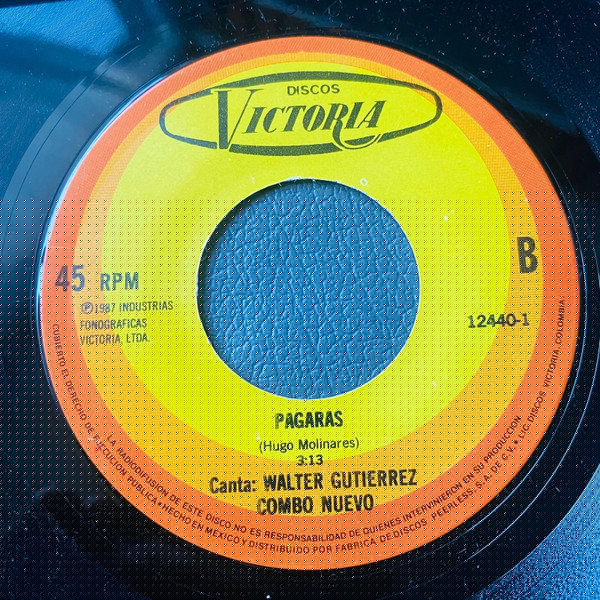 DISCOS
VICTORIA
45 RPM
B
℗1987 INDUSTRIAS
FONOGRAFICAS
VICTORIA, LTDA.
12440-1
PAGARAS
(Hugo Molinares)
3:13
Canta: WALTER GUTIERREZ
COMBO NUEVO
LA RADIODIFUSION DE ESTE DISCO NO ES RESPONSABILIDAD DE QUIENES INTERVINIERON EN SU PRODUCCION
CUBIERTO EL DERECHO DE EJECUCION PUBLICA•HECHO EN MEXICO Y DISTRIBUIDO POR FABRICA DE DISCOS PEERLESS, S.A. DE C.V.•LIC DISCOS VICTORIA, COLOMBIA.